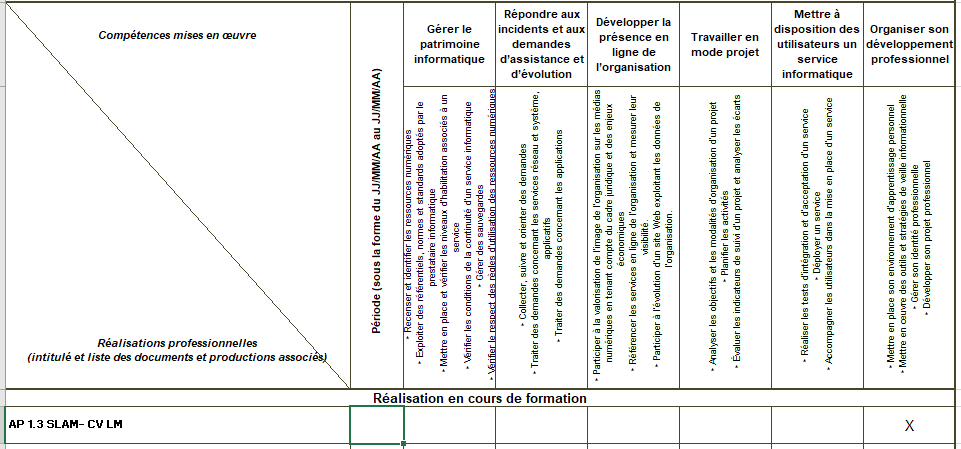 Compétences mises en œuvre
Réalisations professionnelles
(intitulé et liste des documents et productions associés)
Période (sous la forme du JJ/MM/AA au JJ/MM/AA)
Gérer le
patrimoine
informatique
Répondre aux
incidents et aux
demandes
d’assistance et
d’évolution
Développer la
présence en
ligne de
l’organisation
Travailler en
mode projet
Mettre à
disposition des
utilisateurs un
service
informatique
Organiser son
développement
professionnel
‣ Recenser et identifier les ressources numériques
‣ Exploiter des référentiels, normes et standards adoptés par le
prestataire informatique
‣ Mettre en place et vérifier les niveaux d’habilitation associés à un
service
‣ Vérifier les conditions de la continuité d’un service informatique
‣ Gérer des sauvegardes
‣ Vérifier le respect des règles d’utilisation des ressources numériques
‣ Collecter, suivre et orienter des demandes
‣ Traiter des demandes concernant les services réseau et système,
applicatifs
‣ Traiter des demandes concernant les applications
‣ Participer à la valorisation de l’image de l’organisation sur les médias
numériques en tenant compte du cadre juridique et des enjeux
économiques
‣ Référencer les services en ligne de l’organisation et mesurer leur
visibilité.
‣ Participer à l’évolution d’un site Web exploitant les données de
l’organisation.
‣ Analyser les objectifs et les modalités d’organisation d’un projet
‣ Planifier les activités
‣ Évaluer les indicateurs de suivi d’un projet et analyser les écarts
‣ Réaliser les tests d’intégration et d’acceptation d’un service
‣ Déployer un service
‣ Accompagner les utilisateurs dans la mise en place d’un service
‣ Mettre en place son environnement d’apprentissage personnel
‣ Mettre en œuvre des outils et stratégies de veille informationnelle
‣ Gérer son identité professionnelle
‣ Développer son projet professionnel
Réalisation en cours de formation
AP 1.3 SLAM- CV LM
X